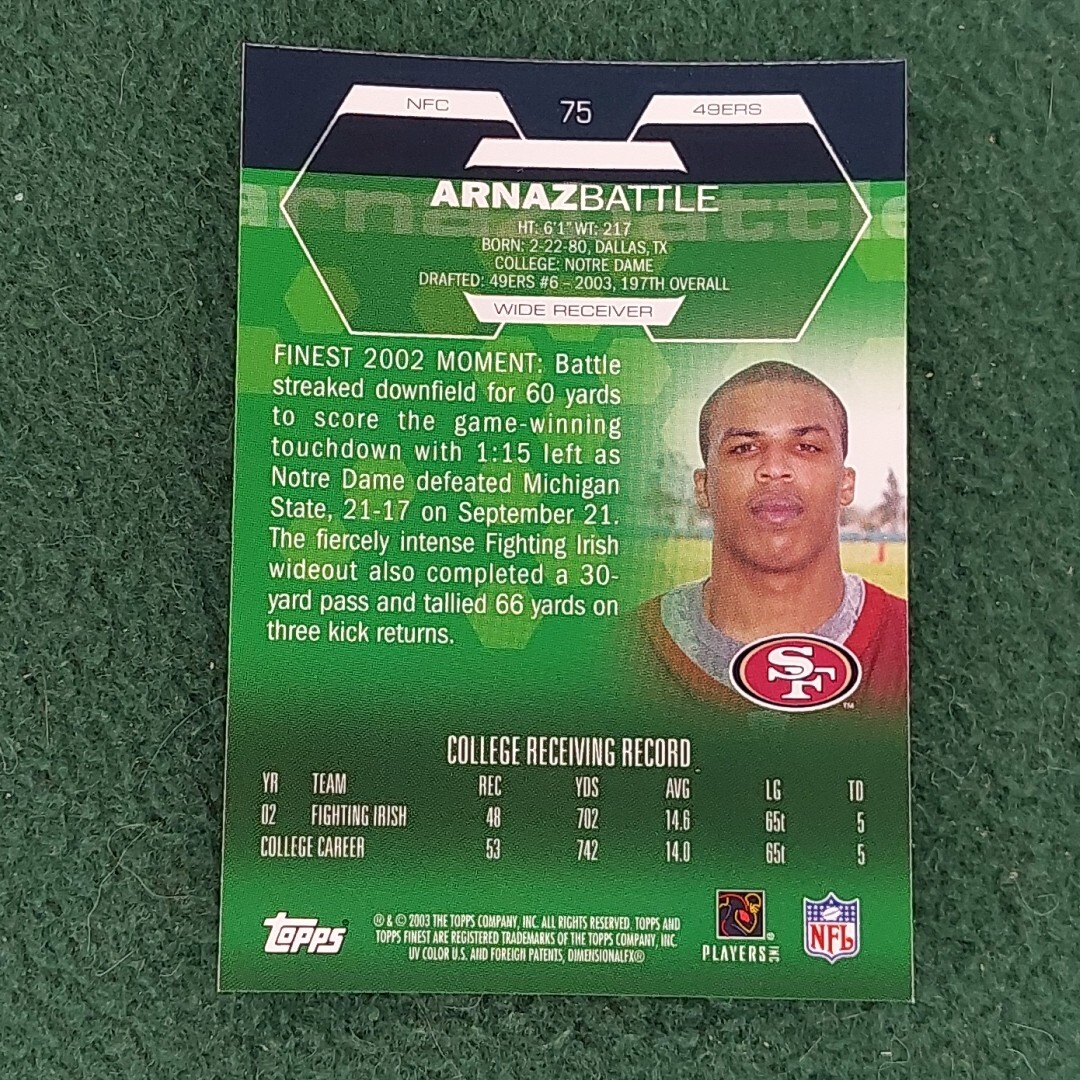 NFC 75 49ERS
arnaz battle
ARNAZBATTLE
HT: 6'1" WT: 217
BORN: 2-22-80, DALLAS, TX
COLLEGE: NOTRE DAME
DRAFTED: 49ERS #6 – 2003, 197TH OVERALL
WIDE RECEIVER
FINEST 2002 MOMENT: Battle
streaked downfield for 60 yards
to score the game-winning
touchdown with 1:15 left as
Notre Dame defeated Michigan
State, 21-17 on September 21.
The fiercely intense Fighting Irish
wideout also completed a 30-
yard pass and tallied 66 yards on
three kick returns.
SF
TM
COLLEGE RECEIVING RECORD
YR TEAM REC YDS AVG LG TD
02 FIGHTING IRISH 48 702 14.6 65t 5
COLLEGE CAREER 53 742 14.0 65t 5
topps®
® & © 2003 THE TOPPS COMPANY, INC. ALL RIGHTS RESERVED. TOPPS AND
TOPPS FINEST ARE REGISTERED TRADEMARKS OF THE TOPPS COMPANY, INC.
UV COLOR U.S. AND FOREIGN PATENTS, DIMENSIONALFX®
PLAYERS INC ®
NFL